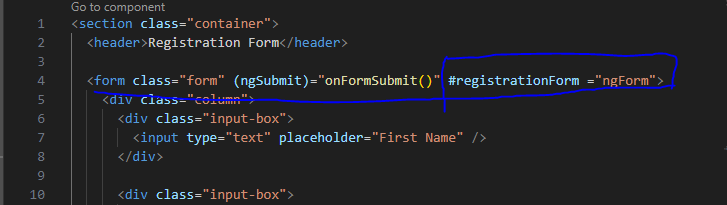 Go to component
1 <section class="container">
2 <header>Registration Form</header>
3
4 <form class="form" (ngSubmit)="onFormSubmit()" #registrationForm ="ngForm">
5 <div class="column">
6 <div class="input-box">
7 <input type="text" placeholder="First Name" />
8 </div>
9
10 <div class="input-box">